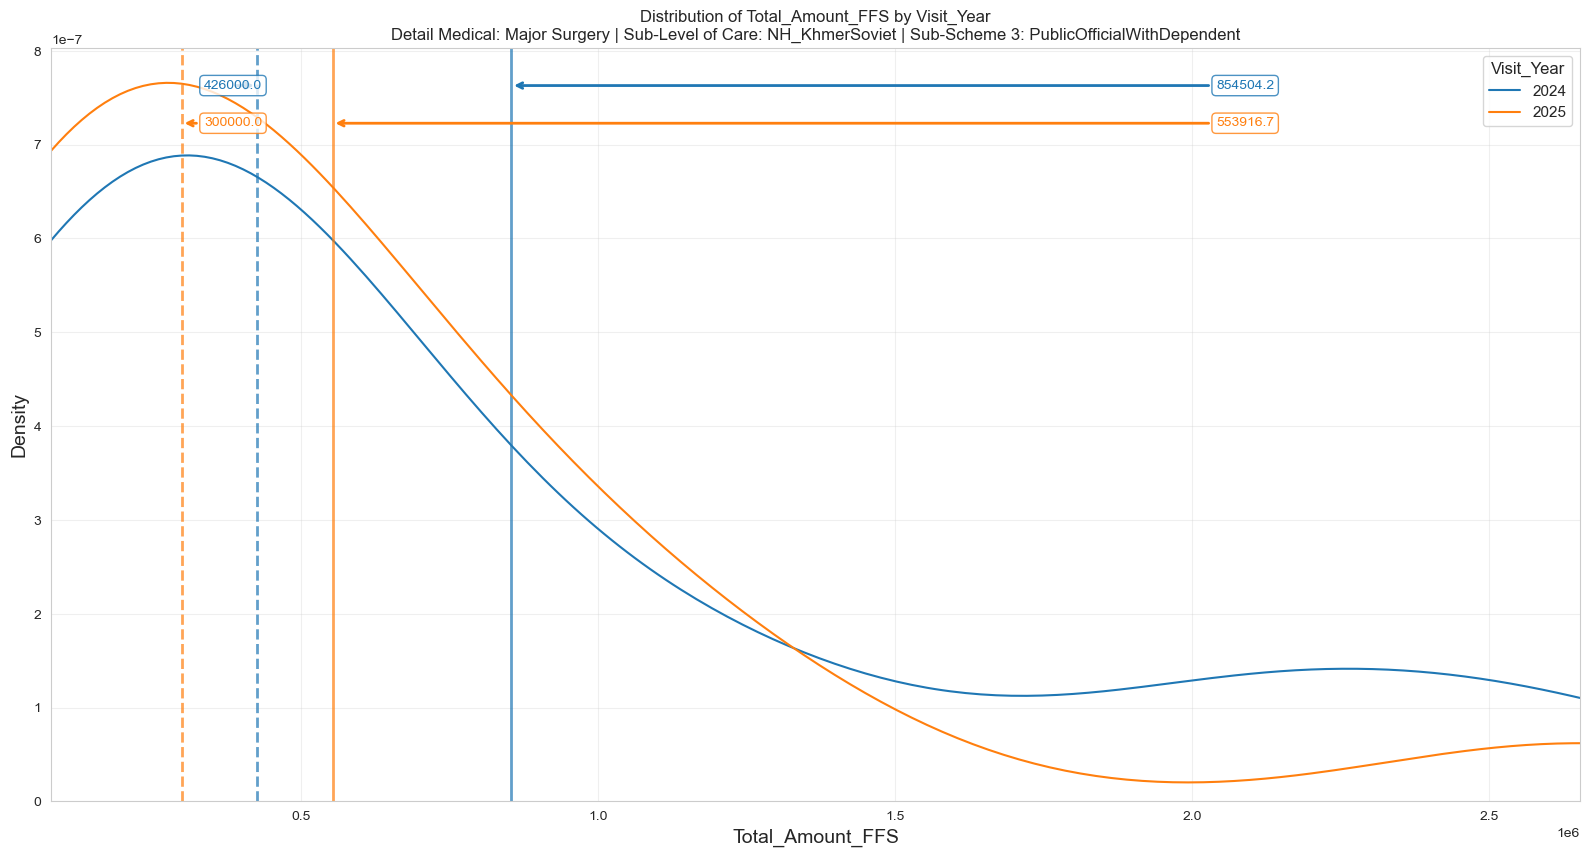 Distribution of Total_Amount_FFS by Visit_Year
Detail Medical: Major Surgery | Sub-Level of Care: NH_KhmerSoviet | Sub-Scheme 3: PublicOfficialWithDependent
1e−7
8
7
6
5
4
3
2
1
0
Density
426000.0
854504.2
300000.0
553916.7
Visit_Year
2024
2025
0.5
1.0
1.5
2.0
2.5
1e6
Total_Amount_FFS